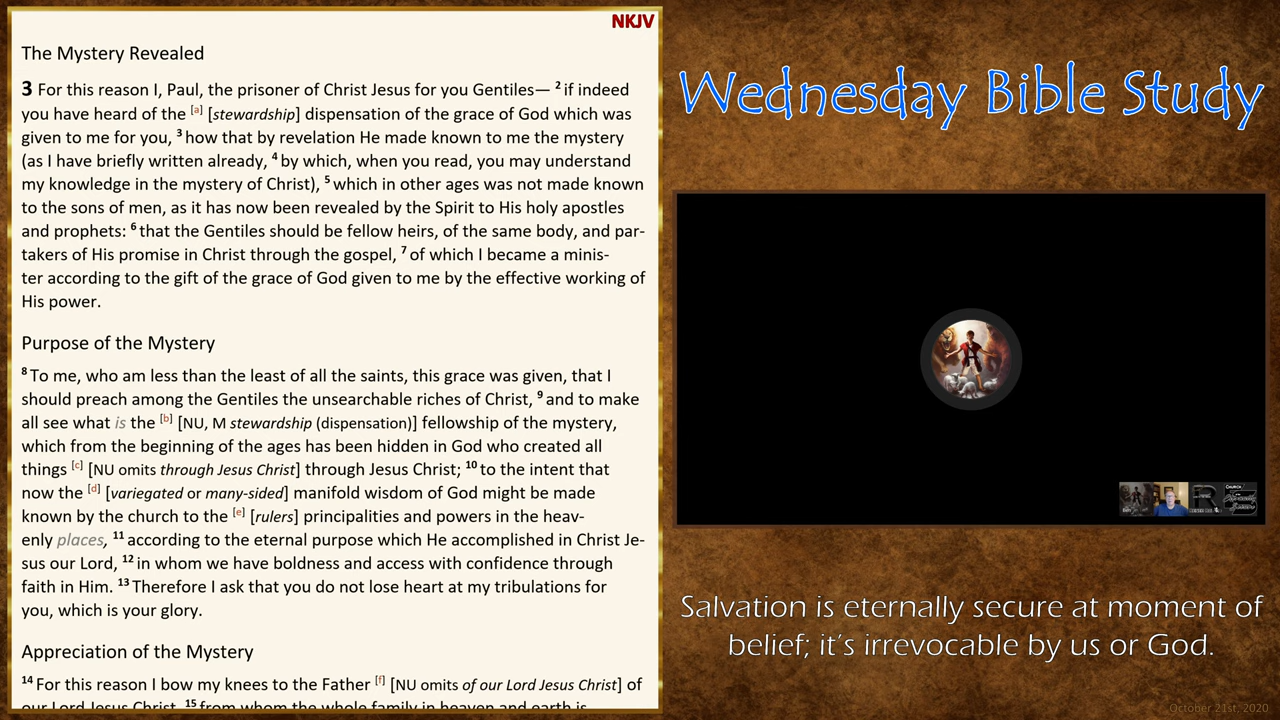 NKJV
The Mystery Revealed
3 For this reason I, Paul, the prisoner of Christ Jesus for you Gentiles— 2 if indeed
you have heard of the [a] [stewardship] dispensation of the grace of God which was
given to me for you, 3 how that by revelation He made known to me the mystery
(as I have briefly written already, 4 by which, when you read, you may understand
my knowledge in the mystery of Christ), 5 which in other ages was not made known
to the sons of men, as it has now been revealed by the Spirit to His holy apostles
and prophets: 6 that the Gentiles should be fellow heirs, of the same body, and par-
takers of His promise in Christ through the gospel, 7 of which I became a minis-
ter according to the gift of the grace of God given to me by the effective working of
His power.
Purpose of the Mystery
8 To me, who am less than the least of all the saints, this grace was given, that I
should preach among the Gentiles the unsearchable riches of Christ, 9 and to make
all see what is the [b] [NU, M stewardship (dispensation)] fellowship of the mystery,
which from the beginning of the ages has been hidden in God who created all
things [c] [NU omits through Jesus Christ] through Jesus Christ; 10 to the intent that
now the [d] [variegated or many-sided] manifold wisdom of God might be made
known by the church to the [e] [rulers] principalities and powers in the heav-
enly places, 11 according to the eternal purpose which He accomplished in Christ Je-
sus our Lord, 12 in whom we have boldness and access with confidence through
faith in Him. 13 Therefore I ask that you do not lose heart at my tribulations for
you, which is your glory.
Appreciation of the Mystery
14 For this reason I bow my knees to the Father [f] [NU omits of our Lord Jesus Christ] of
our Lord Jesus Christ, 15 from whom the whole family in heaven and earth is
Wednesday Bible Study
Salvation is eternally secure at moment of
belief; it's irrevocable by us or God.
October 21st, 2020